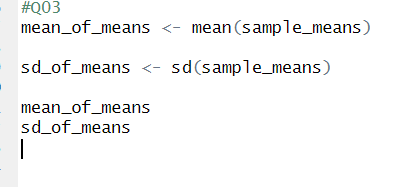 #Q03
mean_of_means <- mean(sample_means)
sd_of_means <- sd(sample_means)
mean_of_means
sd_of_means